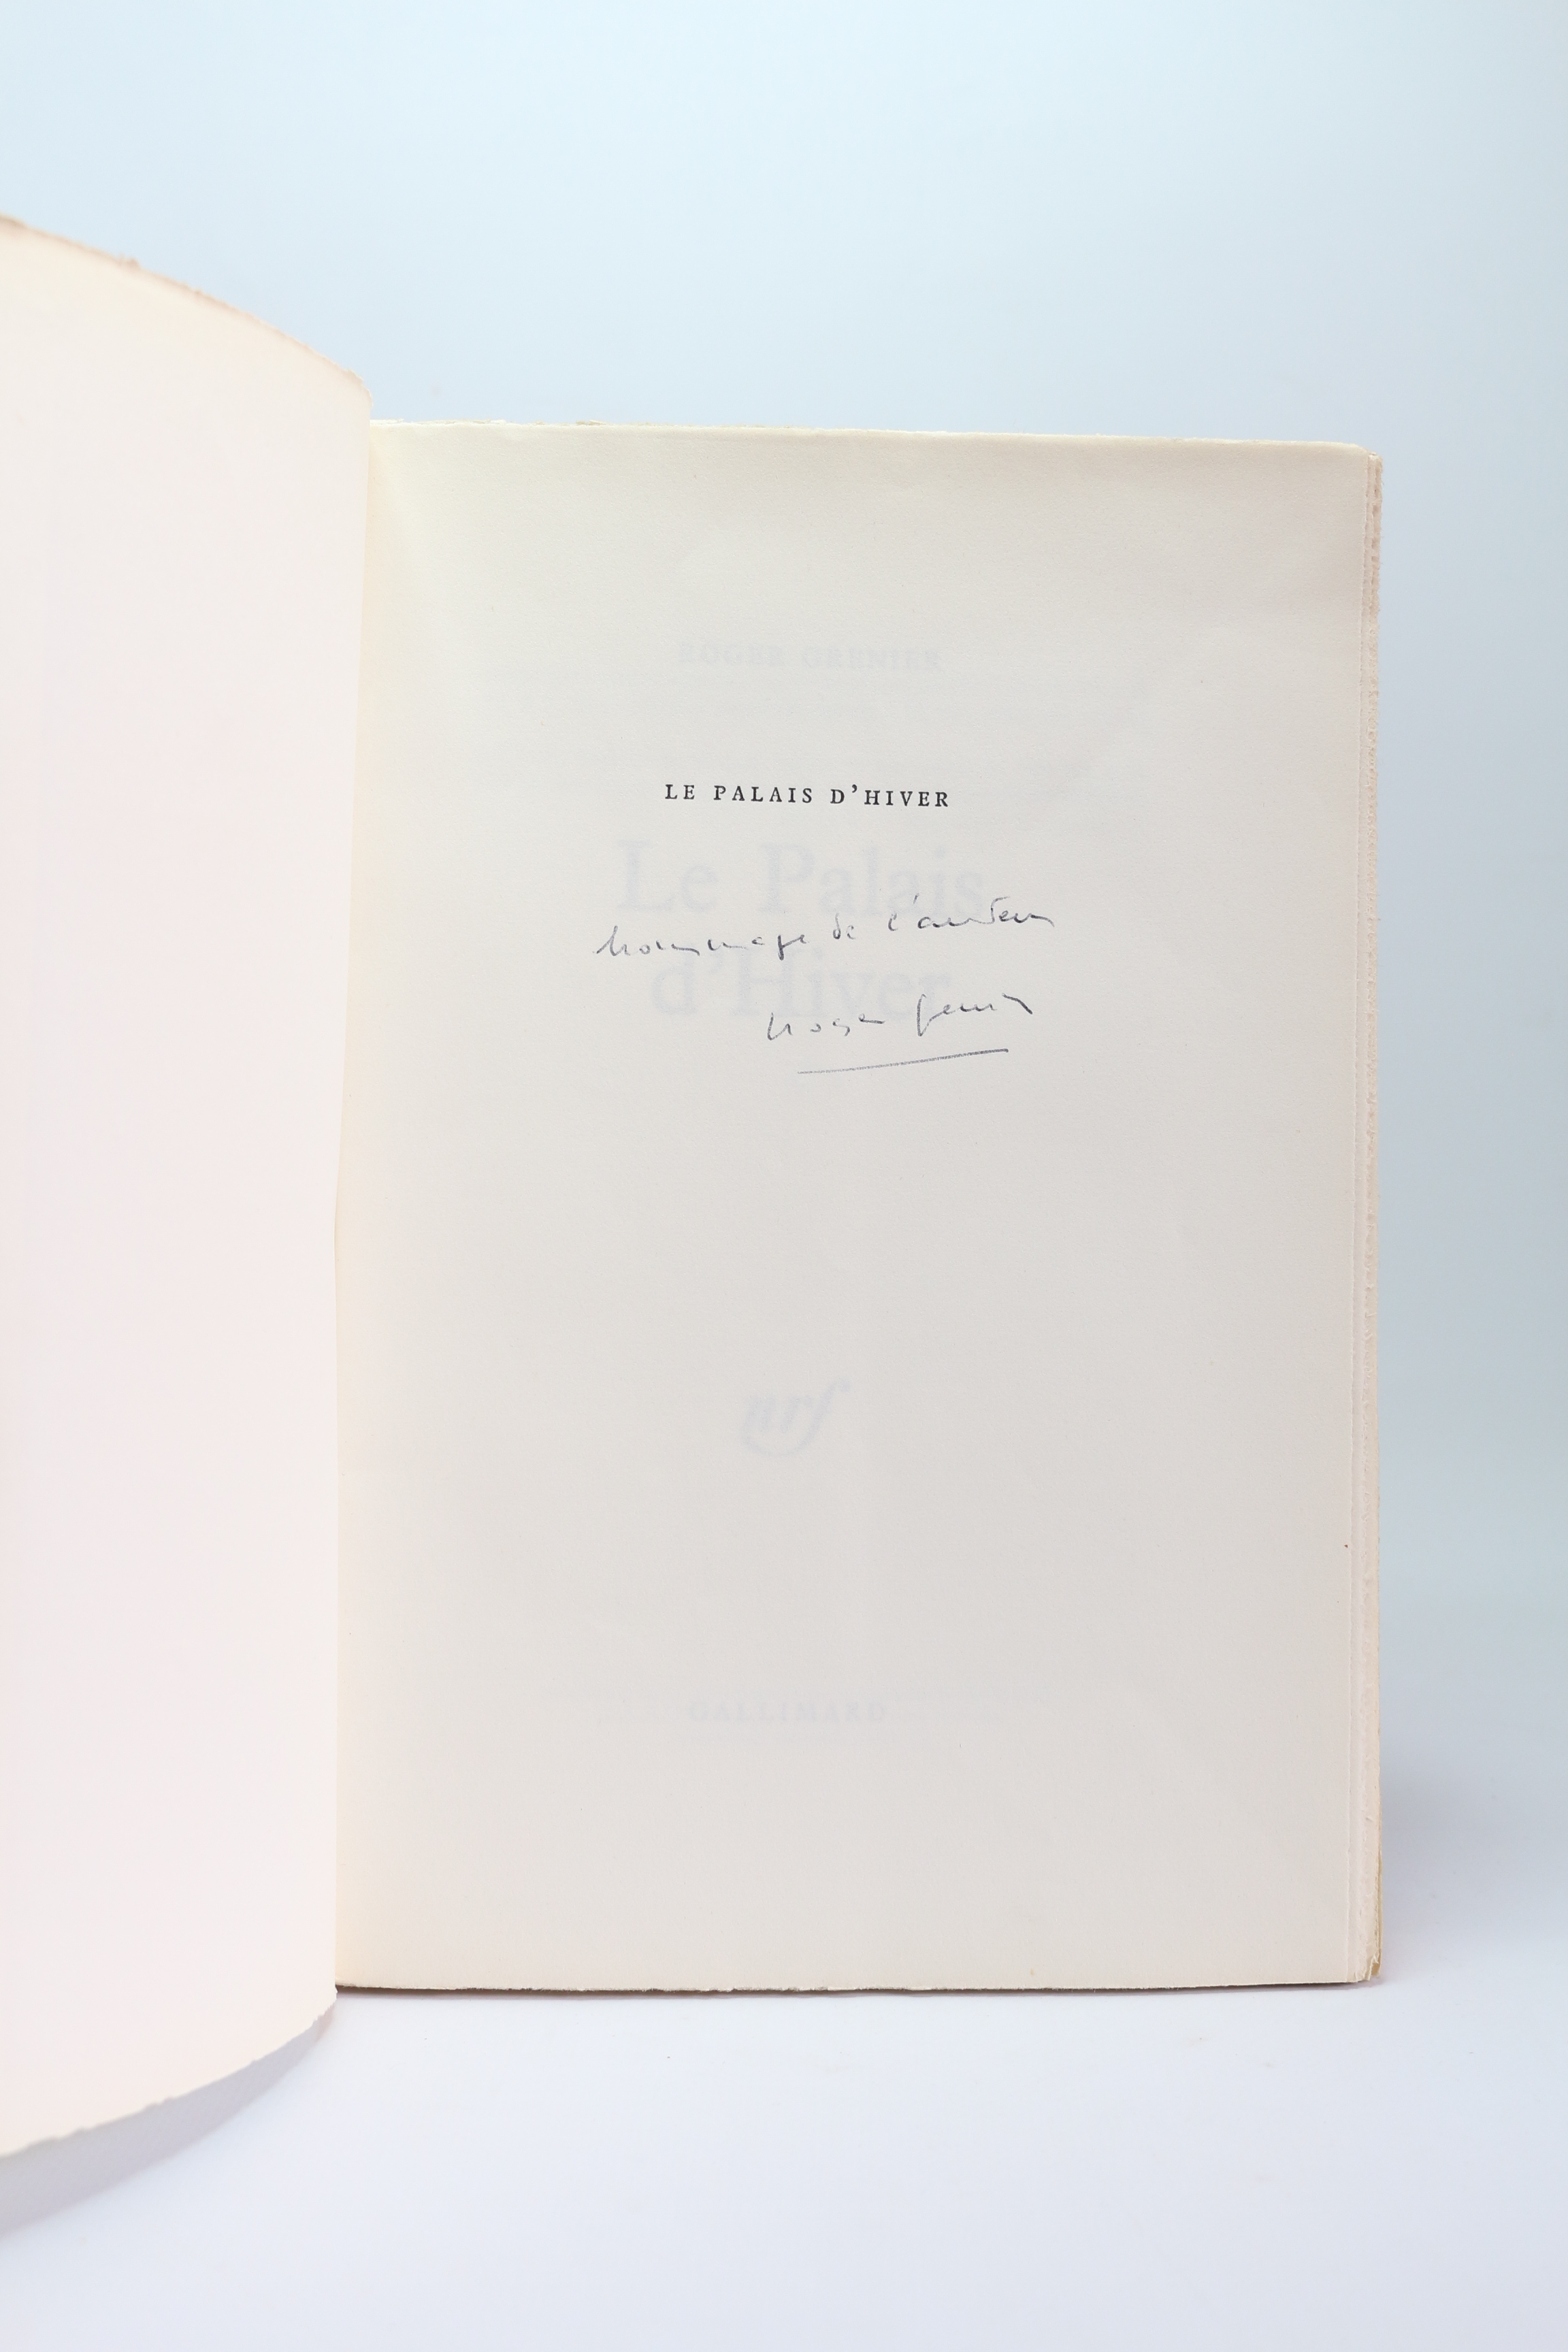 ROGER GRENIER
LE PALAIS D'HIVER
Le Palais
hommage de l'auteur
d'Hiver
Roger Grenier
nrf
GALLIMARD